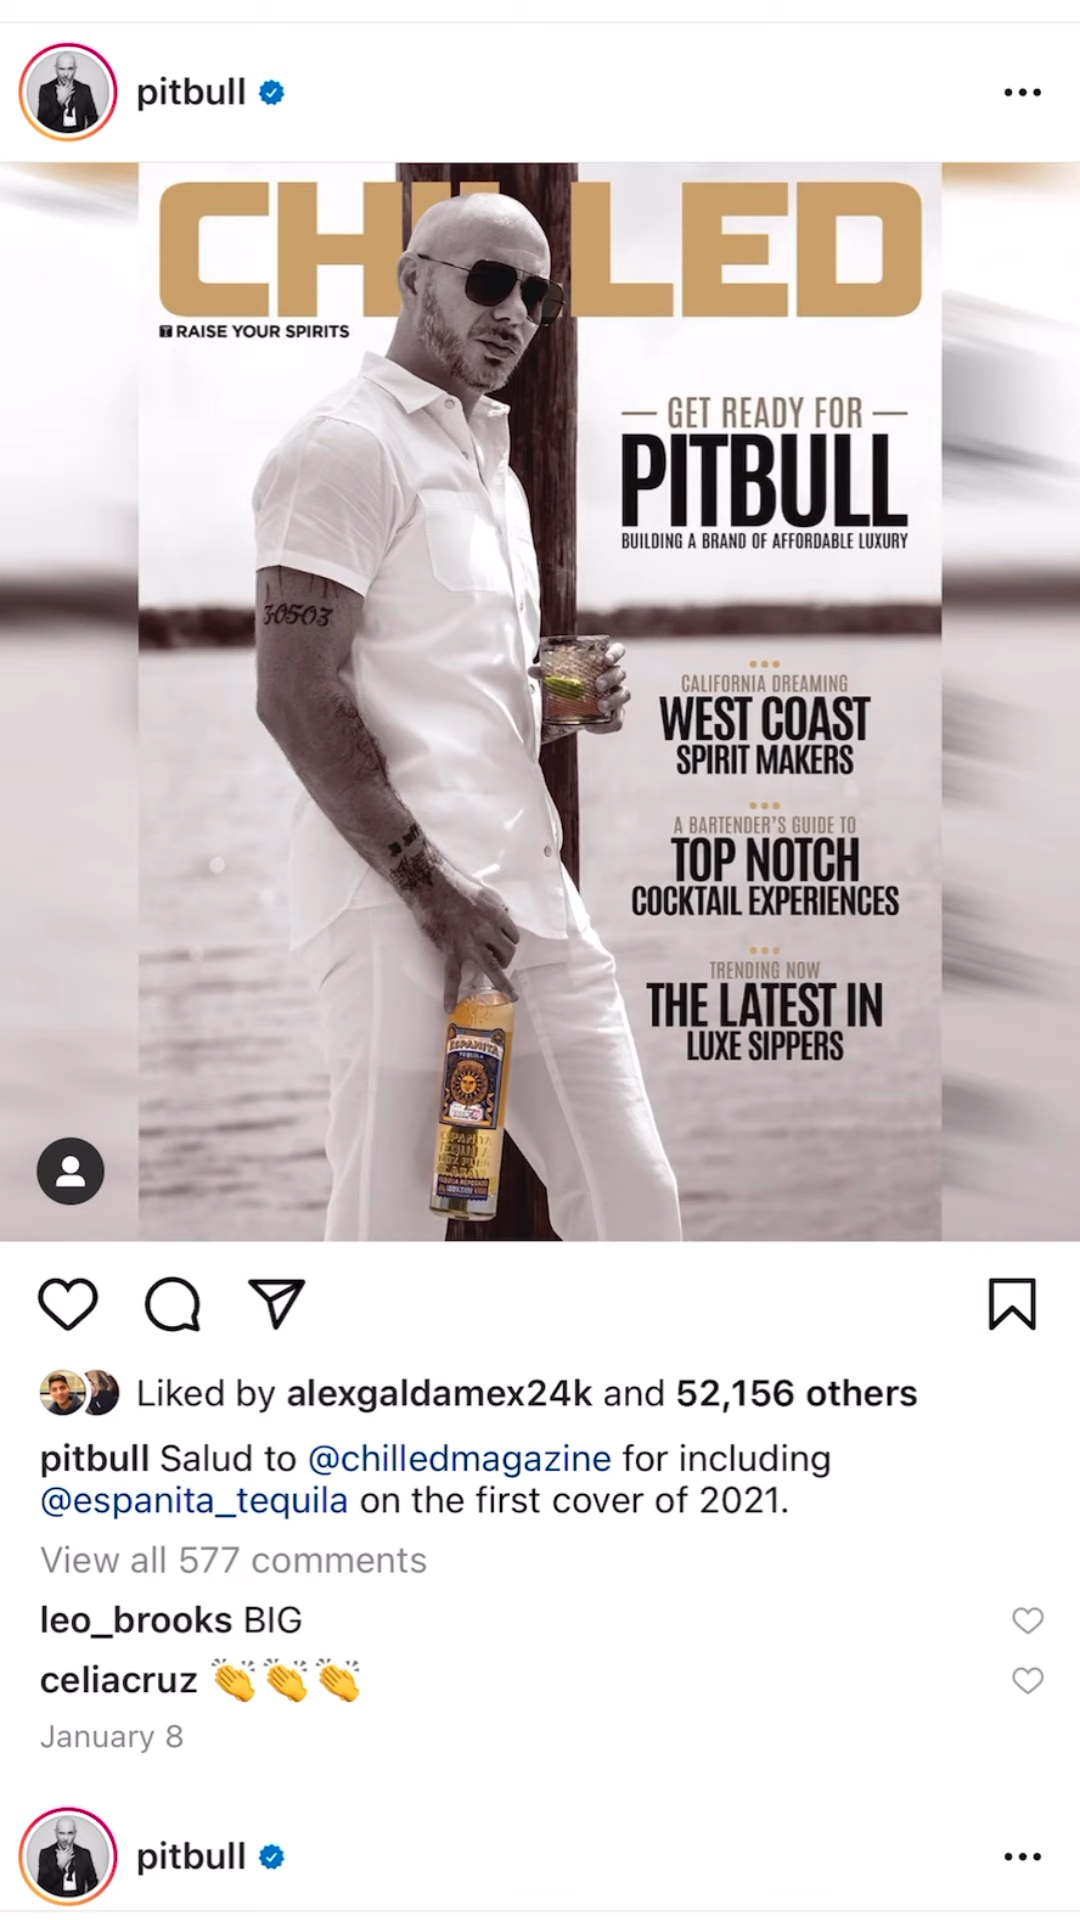 pitbull
CHILLED
RAISE YOUR SPIRITS
GET READY FOR
PITBULL
BUILDING A BRAND OF AFFORDABLE LUXURY
30503
CALIFORNIA DREAMING
WEST COAST
SPIRIT MAKERS
A BARTENDER'S GUIDE TO
TOP NOTCH
COCKTAIL EXPERIENCES
TRENDING NOW
THE LATEST IN
LUXE SIPPERS
ESPANITA
TEQUILA
Liked by alexgaldamex24k and 52,156 others
pitbull Salud to @chilledmagazine for including
@espanita_tequila on the first cover of 2021.
View all 577 comments
leo_brooks BIG
celiacruz 👏👏👏
January 8
pitbull